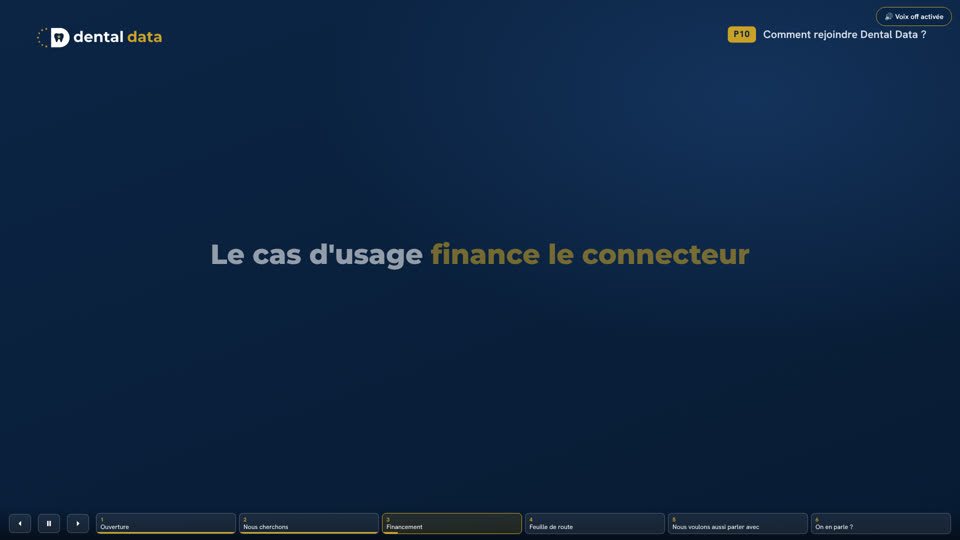 🔊 Voix off activée
dental data
P10 Comment rejoindre Dental Data ?
Le cas d'usage finance le connecteur
1
Ouverture
2
Nous cherchons
3
Financement
4
Feuille de route
5
Nous voulons aussi parler avec
6
On en parle ?